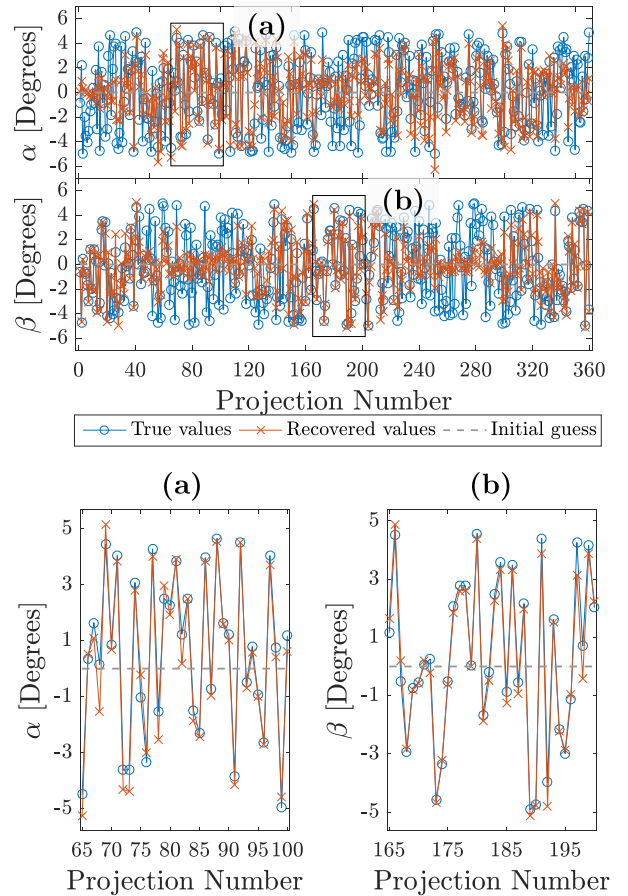 (a)
6
4
2
0
-2
-4
-6
α [Degrees]
(b)
6
4
2
0
-2
-4
-6
β [Degrees]
0 40 80 120 160 200 240 280 320 360
Projection Number
True values Recovered values Initial guess
(a) (b)
5
3
1
-1
-3
-5
α [Degrees]
65 70 75 80 85 90 95 100
Projection Number
5
3
1
-1
-3
-5
β [Degrees]
165 175 185 195
Projection Number